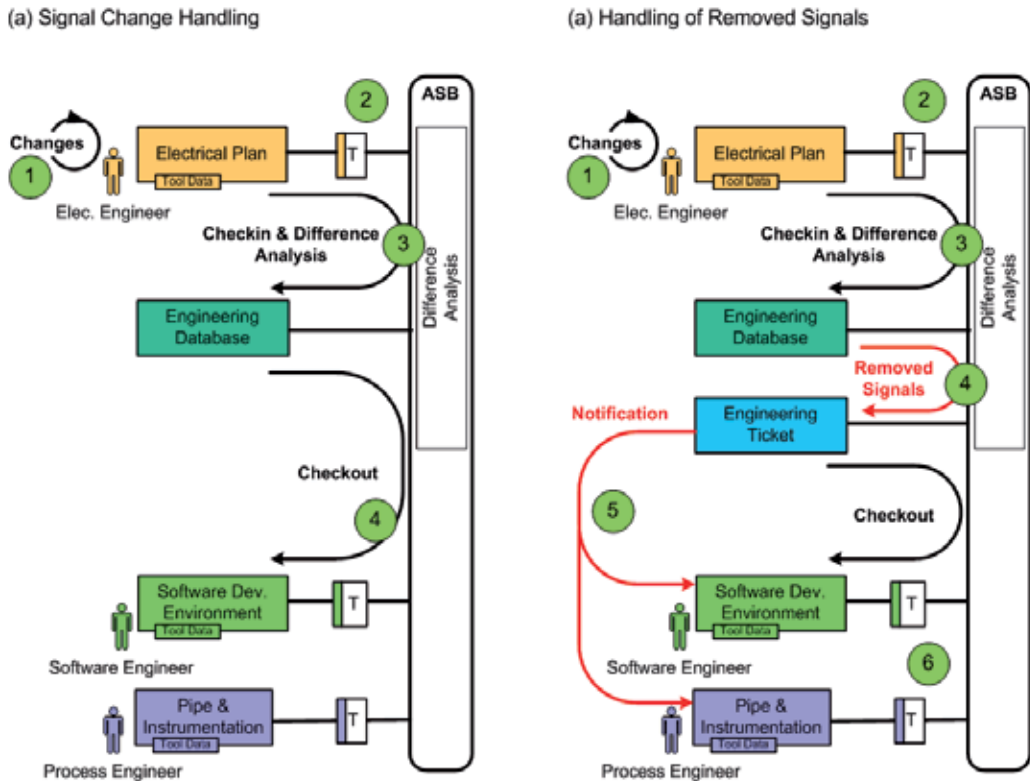 (a) Signal Change Handling
ASB
2
Changes
1
Electrical Plan
Tool Data
T
Elec. Engineer
Checkin & Difference
Analysis
3
Difference
Analysis
Engineering
Database
Checkout
4
Software Dev.
Environment
Tool Data
T
Software Engineer
Pipe &
Instrumentation
Tool Data
T
Process Engineer
(a) Handling of Removed Signals
ASB
2
Changes
1
Electrical Plan
Tool Data
T
Elec. Engineer
Checkin & Difference
Analysis
3
Difference
Analysis
Engineering
Database
Removed
Signals
4
Notification
Engineering
Ticket
5
Checkout
Software Dev.
Environment
Tool Data
T
Software Engineer
6
Pipe &
Instrumentation
Tool Data
T
Process Engineer